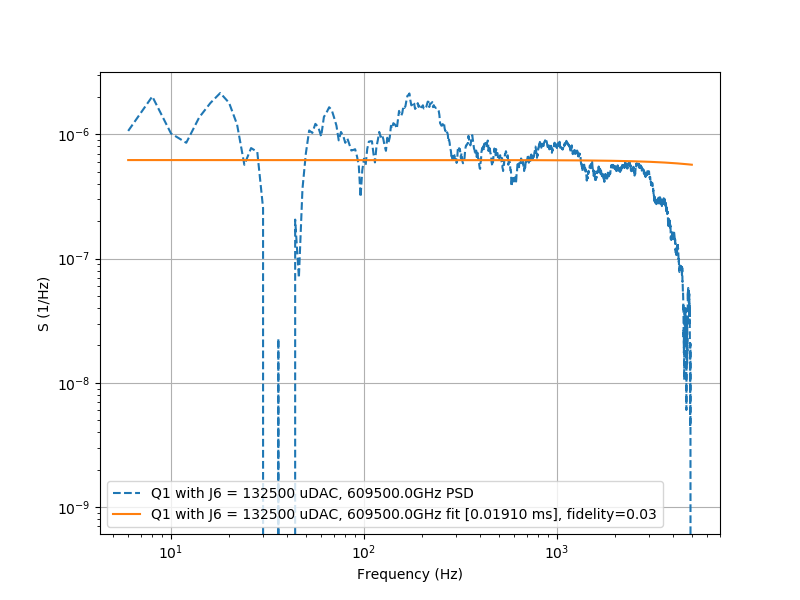 10⁻⁶
10⁻⁷
10⁻⁸
10⁻⁹
S (1/Hz)
Q1 with J6 = 132500 uDAC, 609500.0GHz PSD
Q1 with J6 = 132500 uDAC, 609500.0GHz fit [0.01910 ms], fidelity=0.03
10¹ 10² 10³
Frequency (Hz)